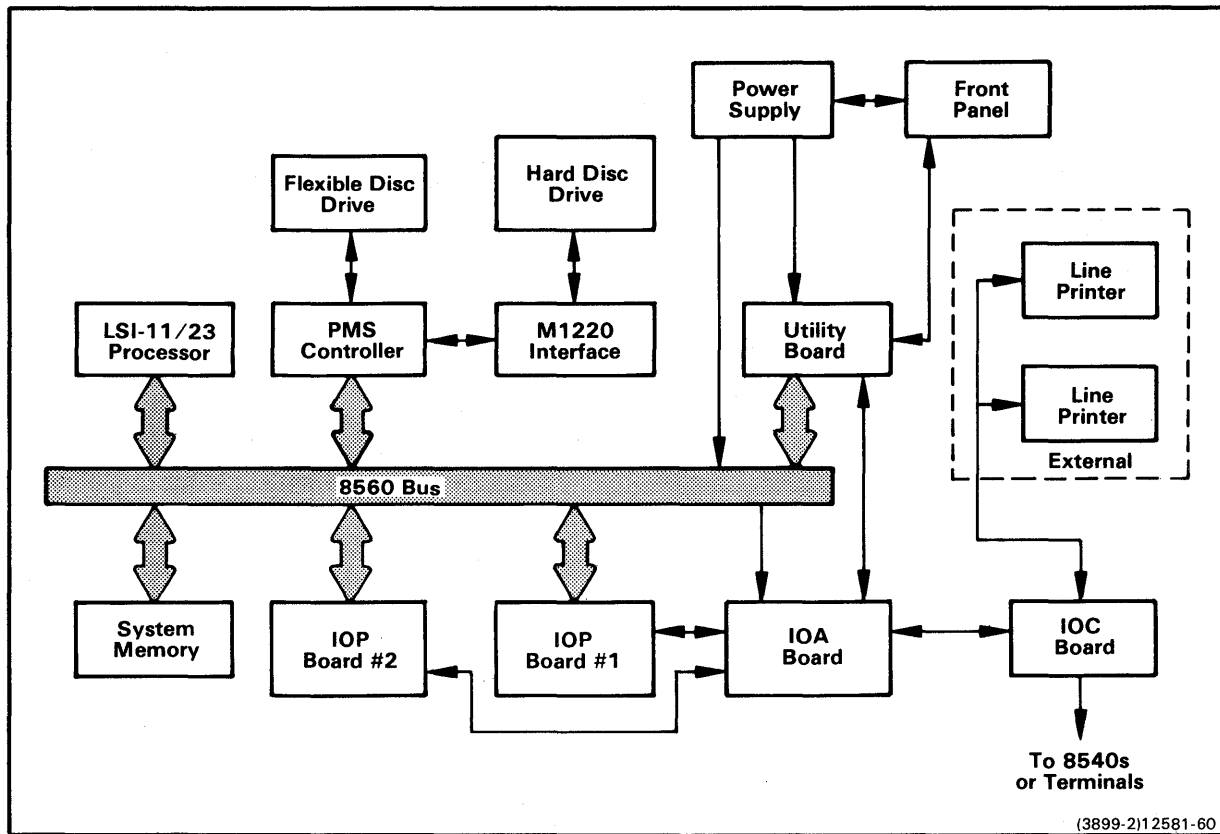 Power
Supply
Front
Panel
Flexible Disc
Drive
Hard Disc
Drive
Line
Printer
LSI-11/23
Processor
PMS
Controller
M1220
Interface
Utility
Board
Line
Printer
External
8560 Bus
System
Memory
IOP
Board #2
IOP
Board #1
IOA
Board
IOC
Board
To 8540s
or Terminals
(3899-2)12581-60